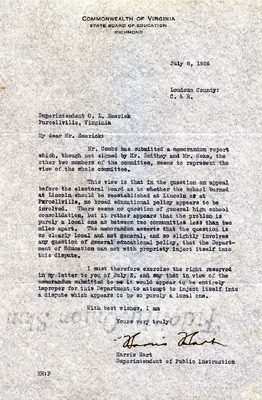 COMMONWEALTH OF VIRGINIA
STATE BOARD OF EDUCATION
RICHMOND
July 6, 1926
Loudoun County:
C. & R.
Superintendent O. L. Emerick
Purcellville, Virginia
My dear Mr. Emerick:
Mr. Combs has submitted a memorandum report
which, though not signed by Mr. Smithey and Mr. Heke, the
other two members of the committee, seems to represent the
view of the whole committee.
This view is that in the question on appeal
before the electoral board as to whether the school burned
at Lincoln should be reestablished at Lincoln or at
Purcellville, no broad educational policy appears to be
involved. There seems no question of general high school
consolidation, but it rather appears that the problem is
purely a local one as between two committees less than two
miles apart. The memorandum asserts that the question is
so clearly local and not general, and so slightly involves
any question of general educational policy, that the Depart-
ment of Education can not with propriety inject itself into
this dispute.
I must therefore exercise the right reserved
in my letter to you of July 2, and say that in view of the
memorandum submitted to me it would appear to be entirely
improper for this Department to attempt to inject itself into
a dispute which appears to be so purely a local one.
With best wishes, I am
Yours very truly
Harris Hart
Harris Hart
Superintendent of Public Instruction
HH:P